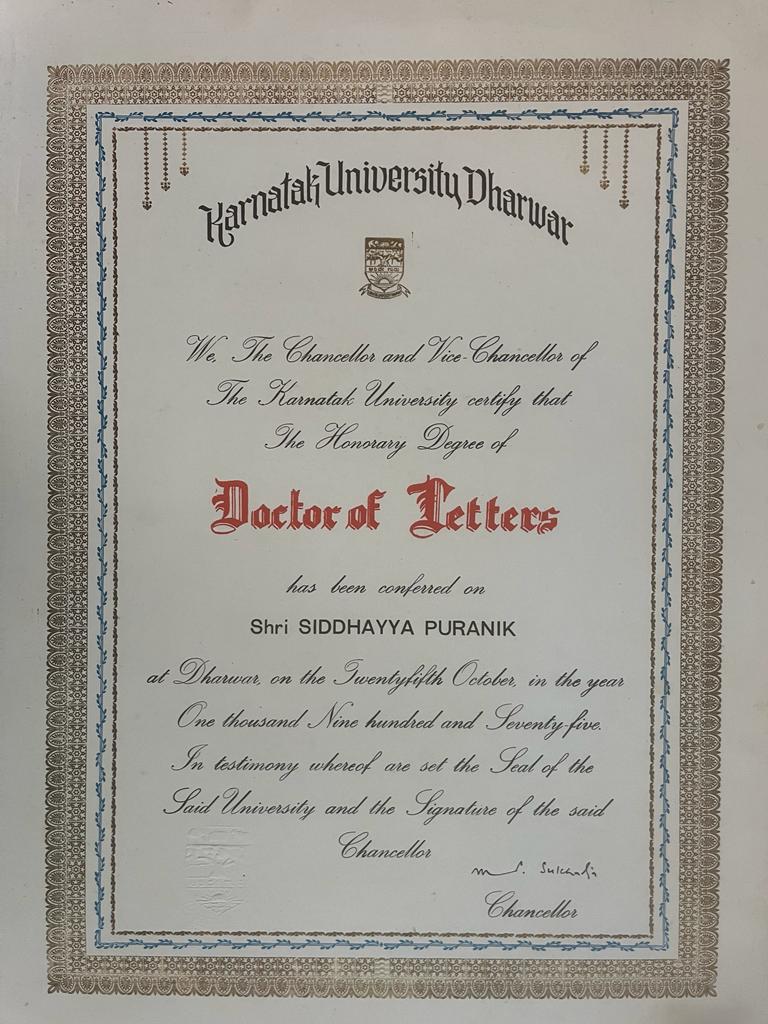 Karnatak University Dharwar
We, The Chancellor and Vice-Chancellor of
The Karnatak University certify that
The Honorary Degree of
Doctor of Letters
has been conferred on
Shri SIDDHAYYA PURANIK
at Dharwar, on the Twentyfifth October, in the year
One thousand Nine hundred and Seventy-five.
In testimony whereof are set the Seal of the
Said University and the Signature of the said
Chancellor
Chancellor